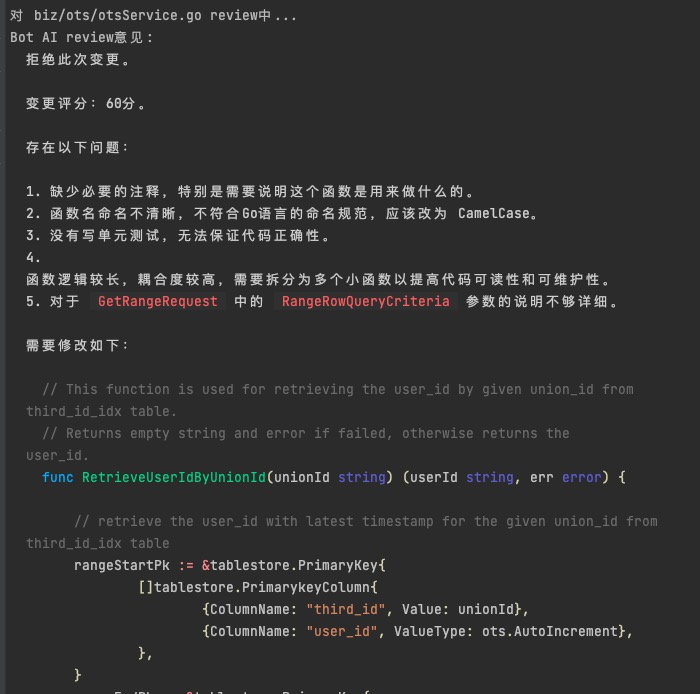 对 biz/ots/otsService.go review中...
Bot AI review意见：
拒绝此次变更。
变更评分：60分。
存在以下问题：
1. 缺少必要的注释，特别是需要说明这个函数是用来做什么的。
2. 函数名命名不清晰，不符合Go语言的命名规范，应该改为 CamelCase。
3. 没有写单元测试，无法保证代码正确性。
4.
函数逻辑较长，耦合度较高，需要拆分为多个小函数以提高代码可读性和可维护性。
5. 对于 GetRangeRequest 中的 RangeRowQueryCriteria 参数的说明不够详细。
需要修改如下：
// This function is used for retrieving the user_id by given union_id from
third_id_idx table.
// Returns empty string and error if failed, otherwise returns the
user_id.
func RetrieveUserIdByUnionId(unionId string) (userId string, err error) {
// retrieve the user_id with latest timestamp for the given union_id from
third_id_idx table
rangeStartPk := &tablestore.PrimaryKey{
[]tablestore.PrimarykeyColumn{
{ColumnName: "third_id", Value: unionId},
{ColumnName: "user_id", ValueType: ots.AutoIncrement},
},
}